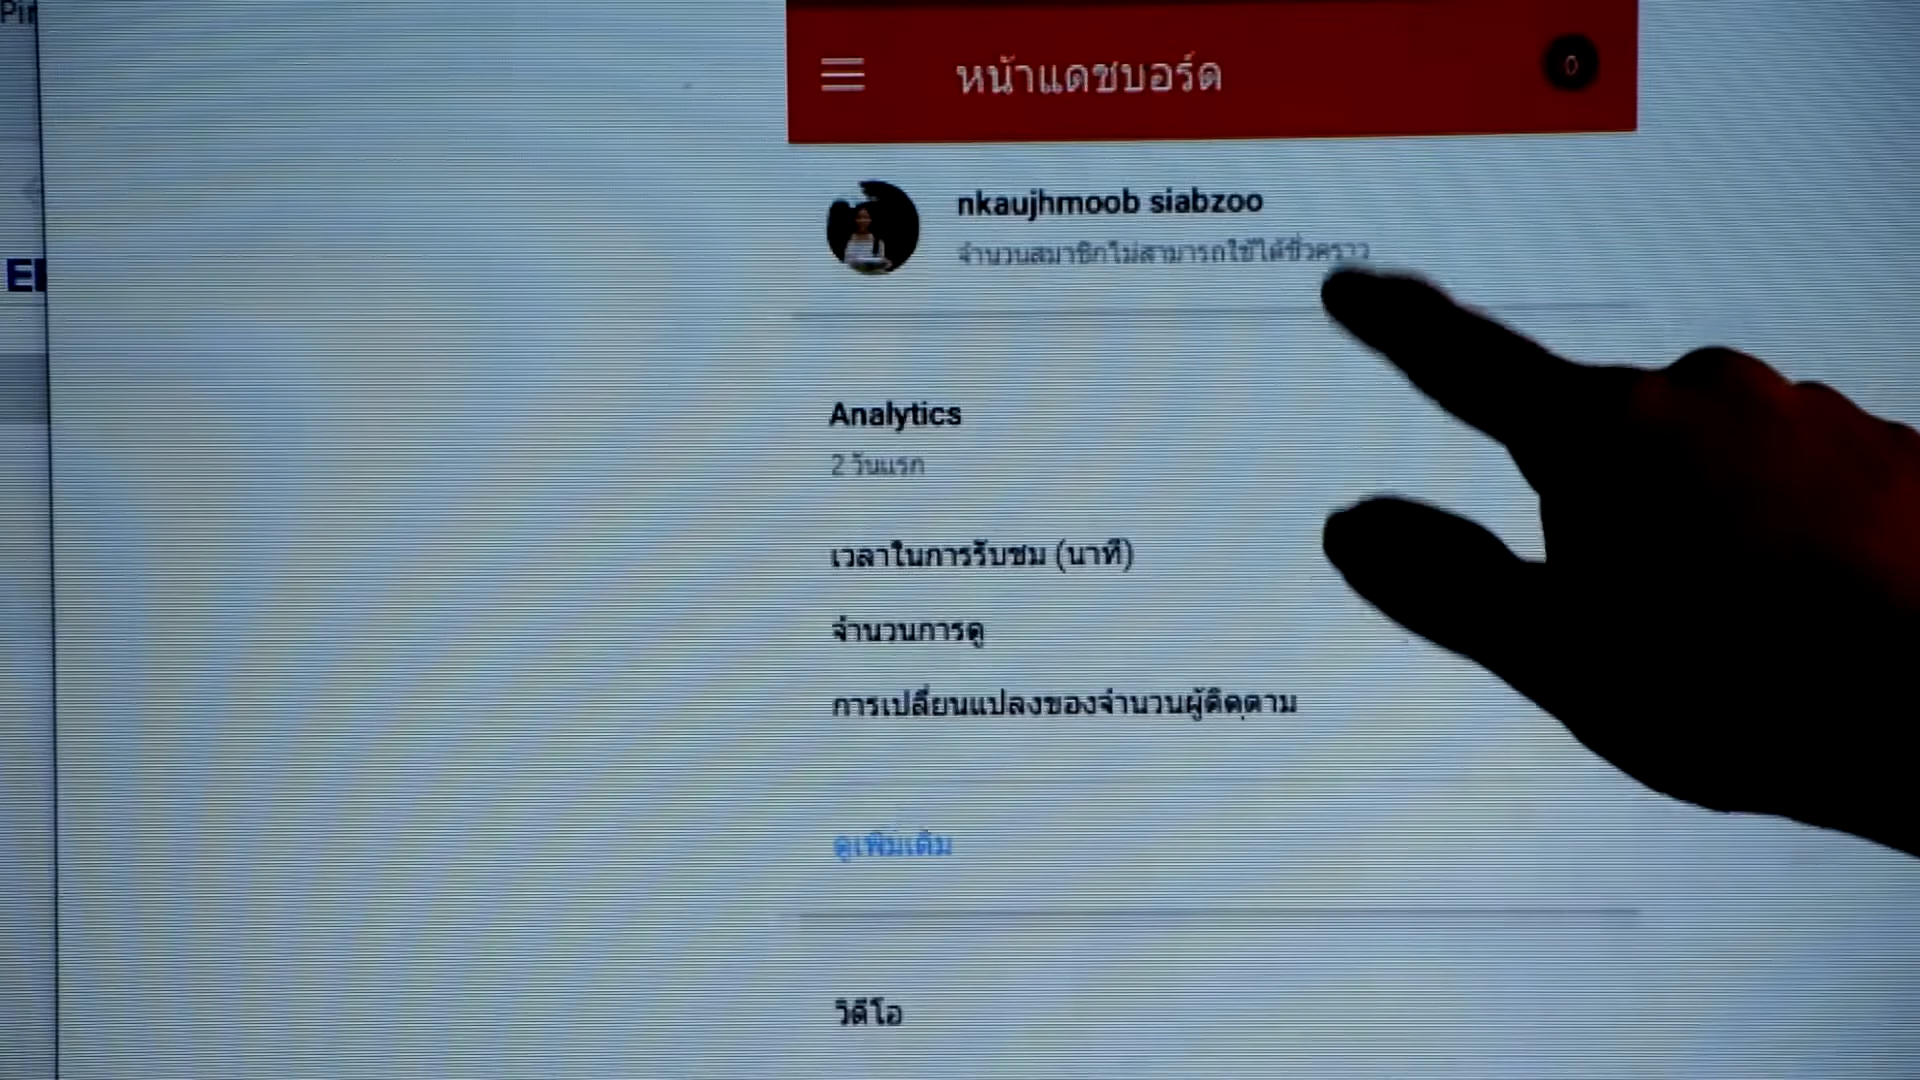 หน้าแดชบอร์ด
0
nkaujhmoob siabzoo
จำนวนสมาชิกไม่สามารถใช้ได้ชั่วคราว
Analytics
2 วันแรก
เวลาในการรับชม (นาที)
จำนวนการดู
การเปลี่ยนแปลงของจำนวนผู้ติดตาม
ดูเพิ่มเติม
วิดีโอ